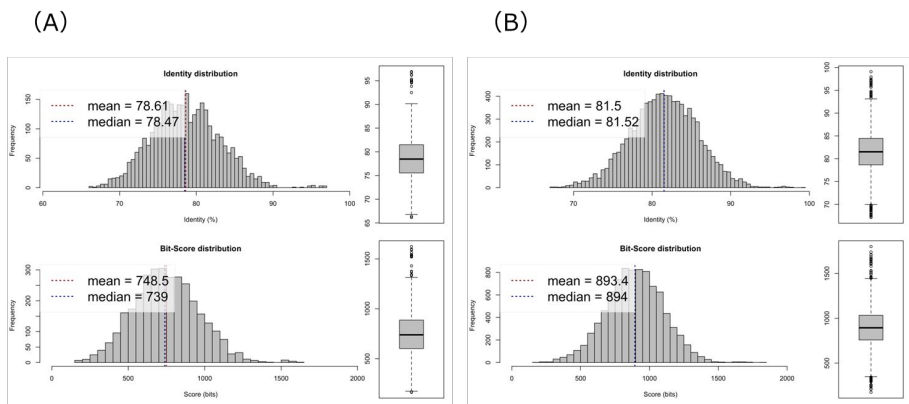 (A)
(B)
Identity distribution
mean = 78.61
median = 78.47
Frequency
0
50
100
150
60
70
80
90
100
Identity (%)
65
70
75
80
85
90
95
Bit-Score distribution
mean = 748.5
median = 739
Frequency
0
50
100
150
200
250
300
0
500
1000
1500
2000
Score (bits)
500
1000
1500
Identity distribution
mean = 81.5
median = 81.52
Frequency
0
100
200
300
400
70
80
90
100
Identity (%)
70
75
80
85
90
95
100
Bit-Score distribution
mean = 893.4
median = 894
Frequency
0
200
400
600
800
0
500
1000
1500
2000
Score (bits)
500
1000
1500